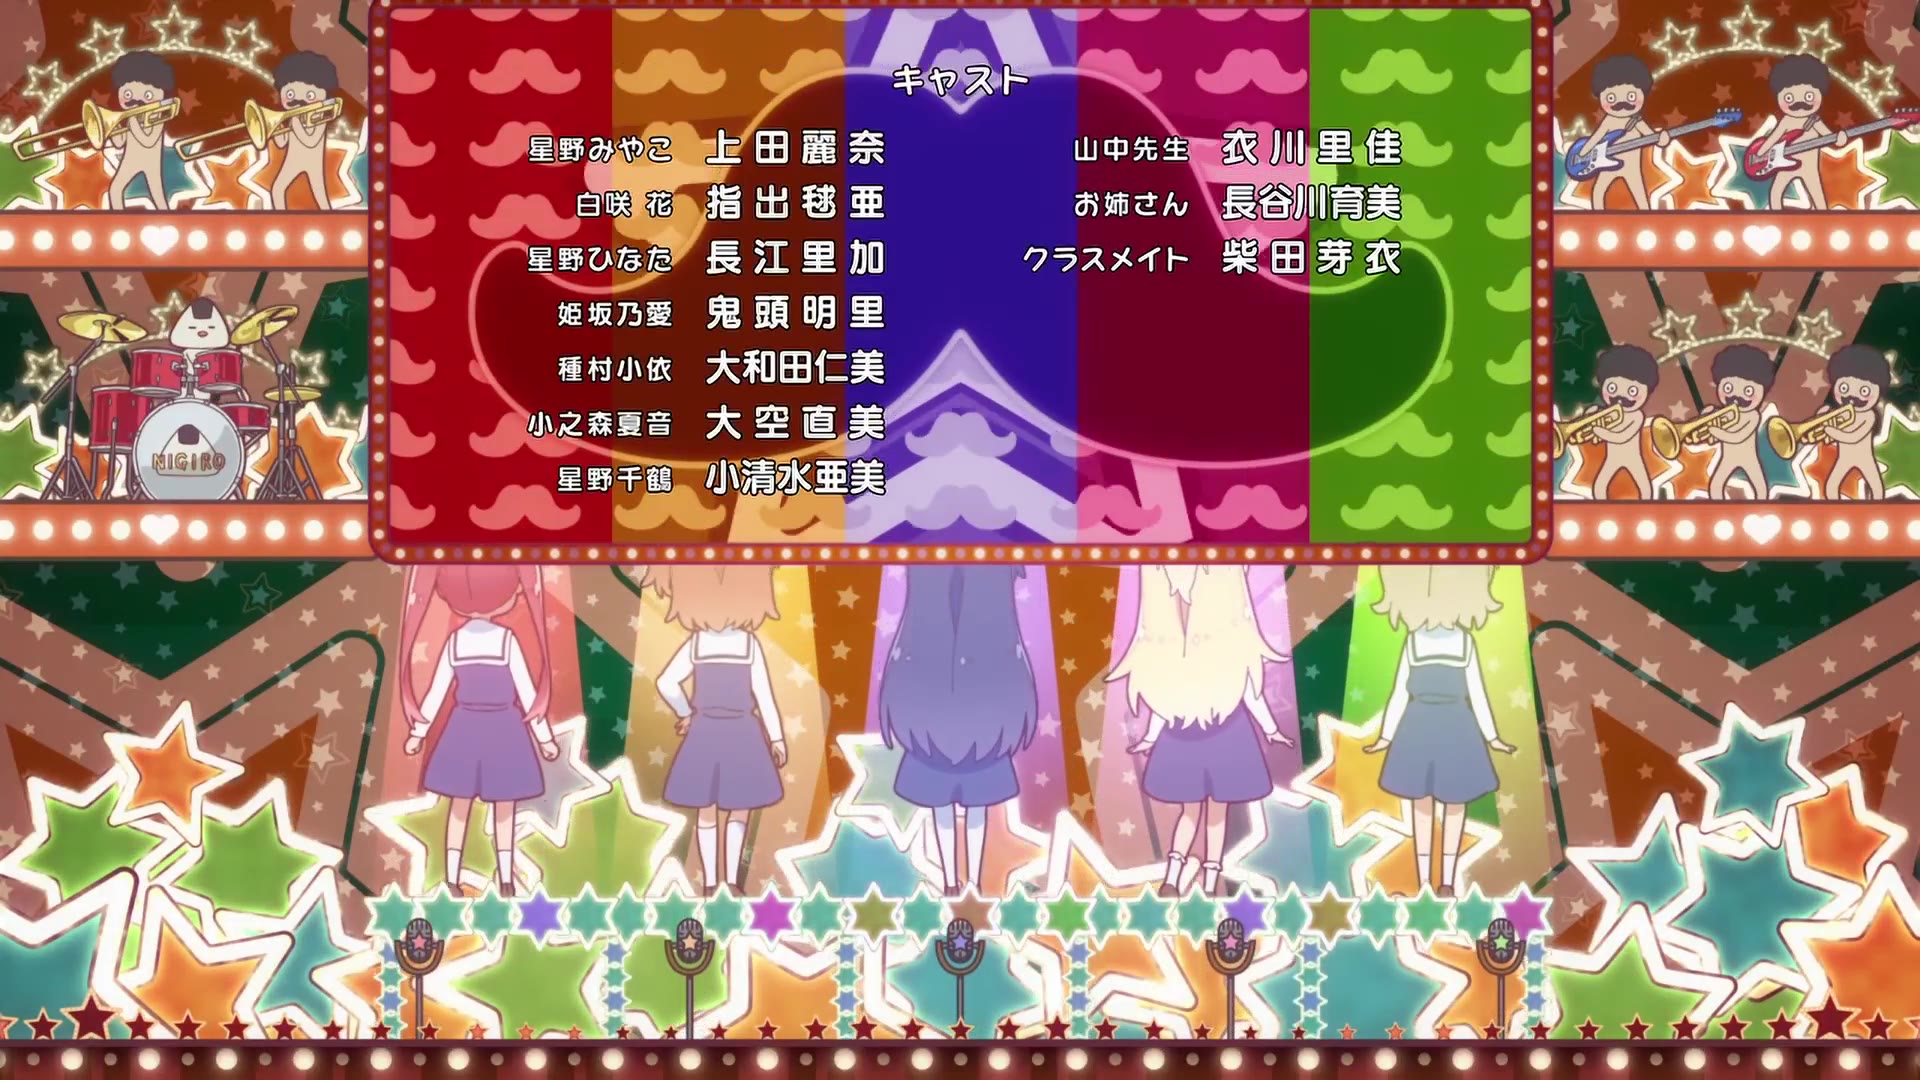 キャスト
星野みやこ 上田麗奈
白咲 花 指出毬亜
星野ひなた 長江里加
姫坂乃愛 鬼頭明里
種村小依 大和田仁美
小之森夏音 大空直美
星野千鶴 小清水亜美
山中先生 衣川里佳
お姉さん 長谷川育美
クラスメイト 柴田芽衣
NIGIRO